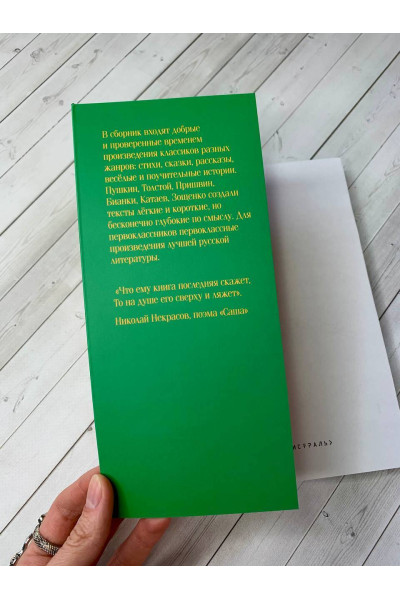 В сборник входят добрые
и проверенные временем
произведения классиков разных
жанров: стихи, сказки, рассказы,
весёлые и поучительные истории.
Пушкин, Толстой, Пришвин,
Бианки, Катаев, Зощенко создали
тексты лёгкие и короткие, но
бесконечно глубокие по смыслу. Для
первоклассников первоклассные
произведения лучшей русской
литературы.
«Что ему книга последняя скажет,
То на душе его сверху и ляжет».
Николай Некрасов, поэма «Саша»